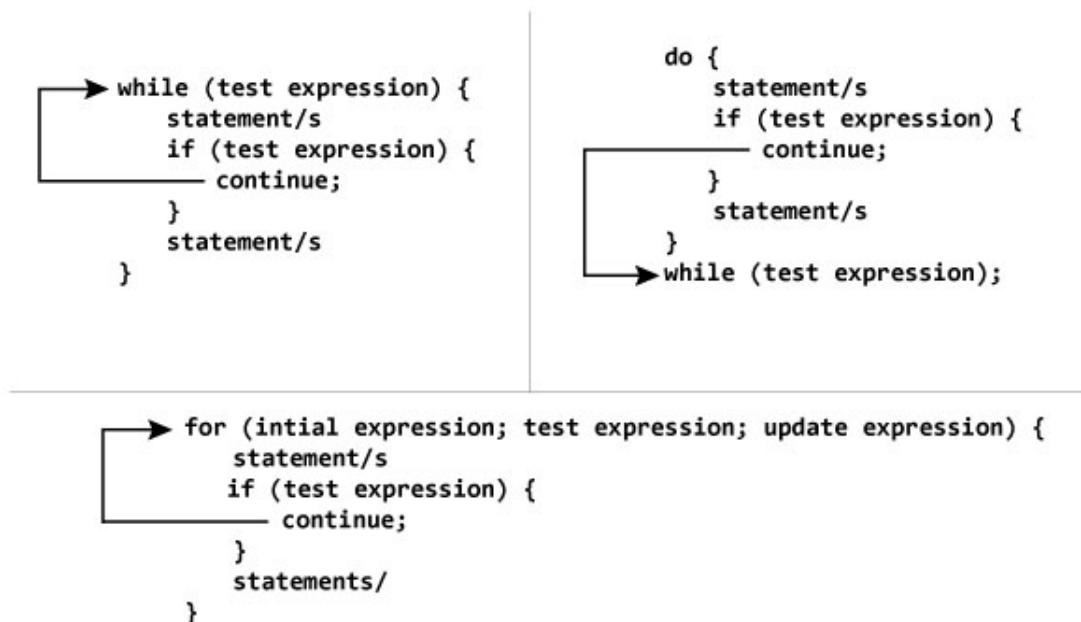 while (test expression) {
statement/s
if (test expression) {
continue;
}
statement/s
}
do {
statement/s
if (test expression) {
continue;
}
statement/s
}
while (test expression);
for (intial expression; test expression; update expression) {
statement/s
if (test expression) {
continue;
}
statements/
}